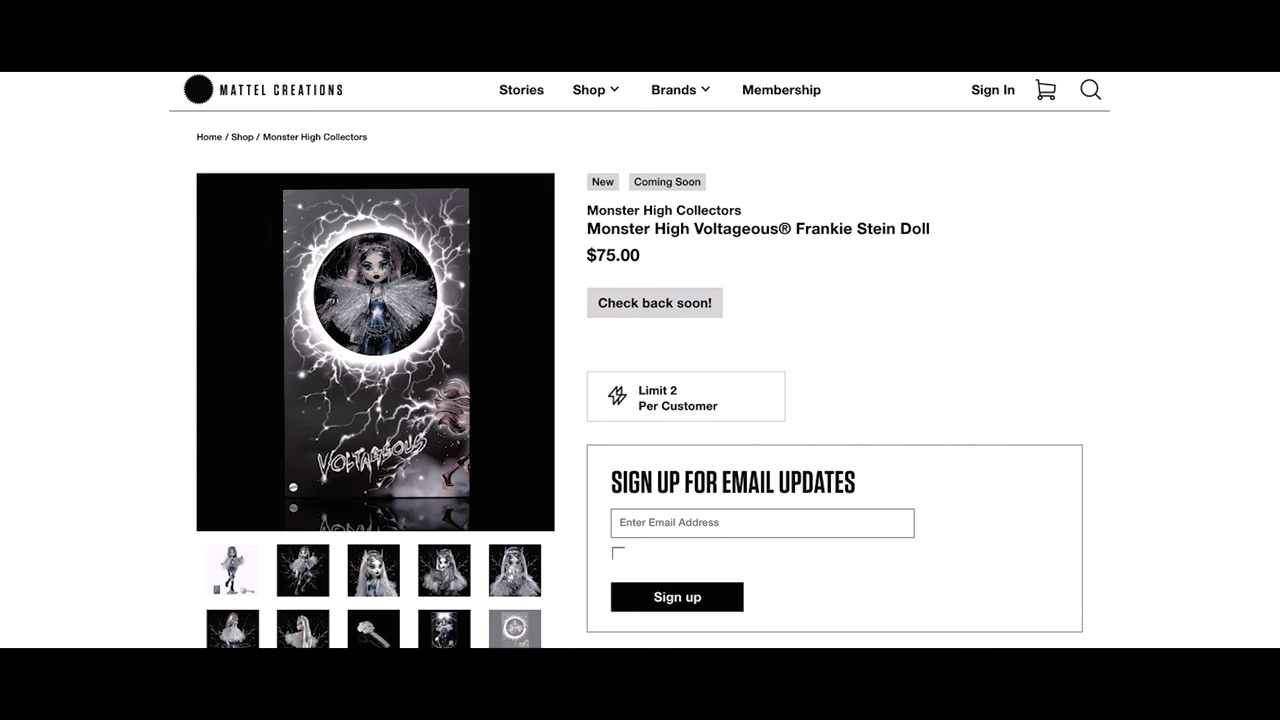 MATTEL CREATIONS
Stories Shop Brands Membership Sign In
Home / Shop / Monster High Collectors
New Coming Soon
Monster High Collectors
Monster High Voltageous® Frankie Stein Doll
$75.00
Check back soon!
Limit 2
Per Customer
VOLTAGEOUS
SIGN UP FOR EMAIL UPDATES
Enter Email Address
Sign up